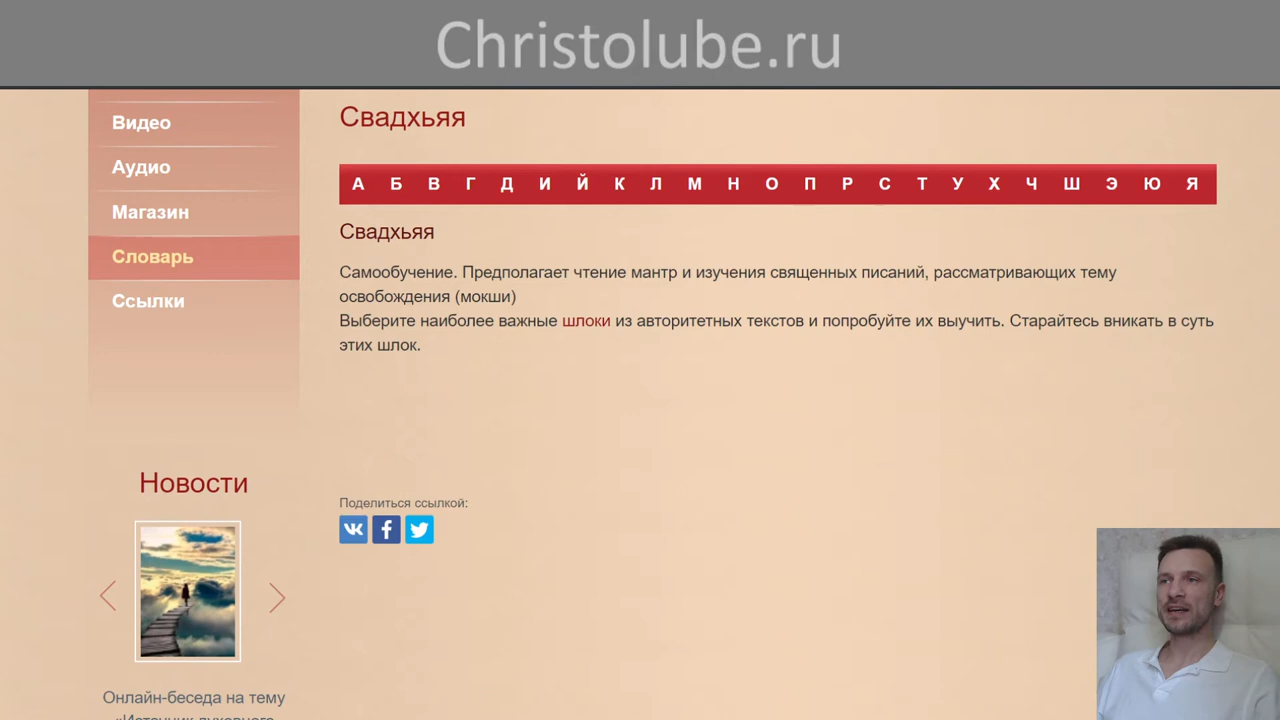 Christolube.ru
Видео
Аудио
Магазин
Словарь
Ссылки
Свадхьяя
А Б В Г Д И Й К Л М Н О П Р С Т У Х Ч Ш Э Ю Я
Свадхьяя
Самообучение. Предполагает чтение мантр и изучения священных писаний, рассматривающих тему
освобождения (мокши)
Выберите наиболее важные шлоки из авторитетных текстов и попробуйте их выучить. Старайтесь вникать в суть
этих шлок.
Поделиться ссылкой:
Новости
Онлайн-беседа на тему
«Источник духовного